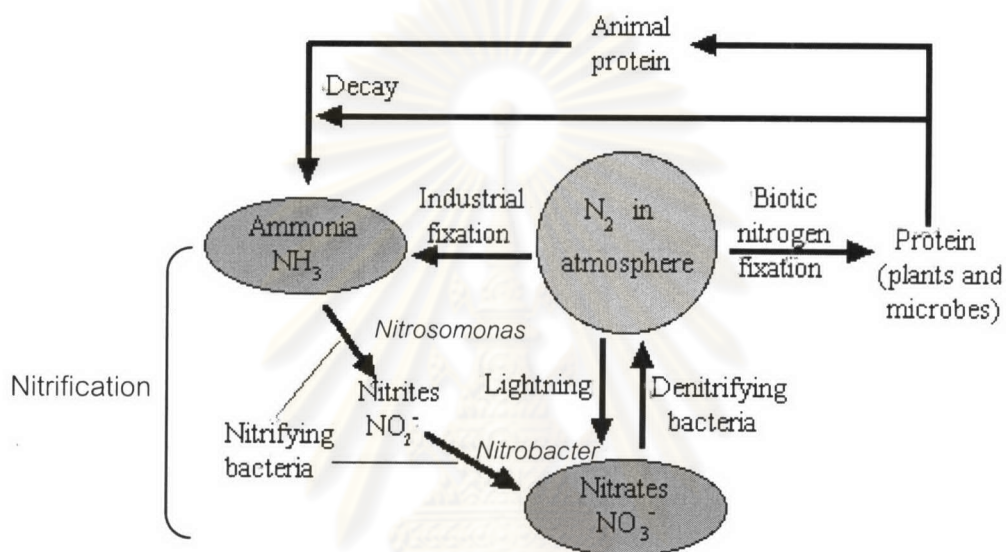 Animal
protein
Decay
Ammonia
NH₃
Industrial
fixation
N₂ in
atmosphere
Biotic
nitrogen
fixation
Protein
(plants and
microbes)
Nitrosomonas
Nitrification
Nitrites
NO₂⁻
Lightning
Denitrifying
bacteria
Nitrifying
bacteria
Nitrobacter
Nitrates
NO₃⁻